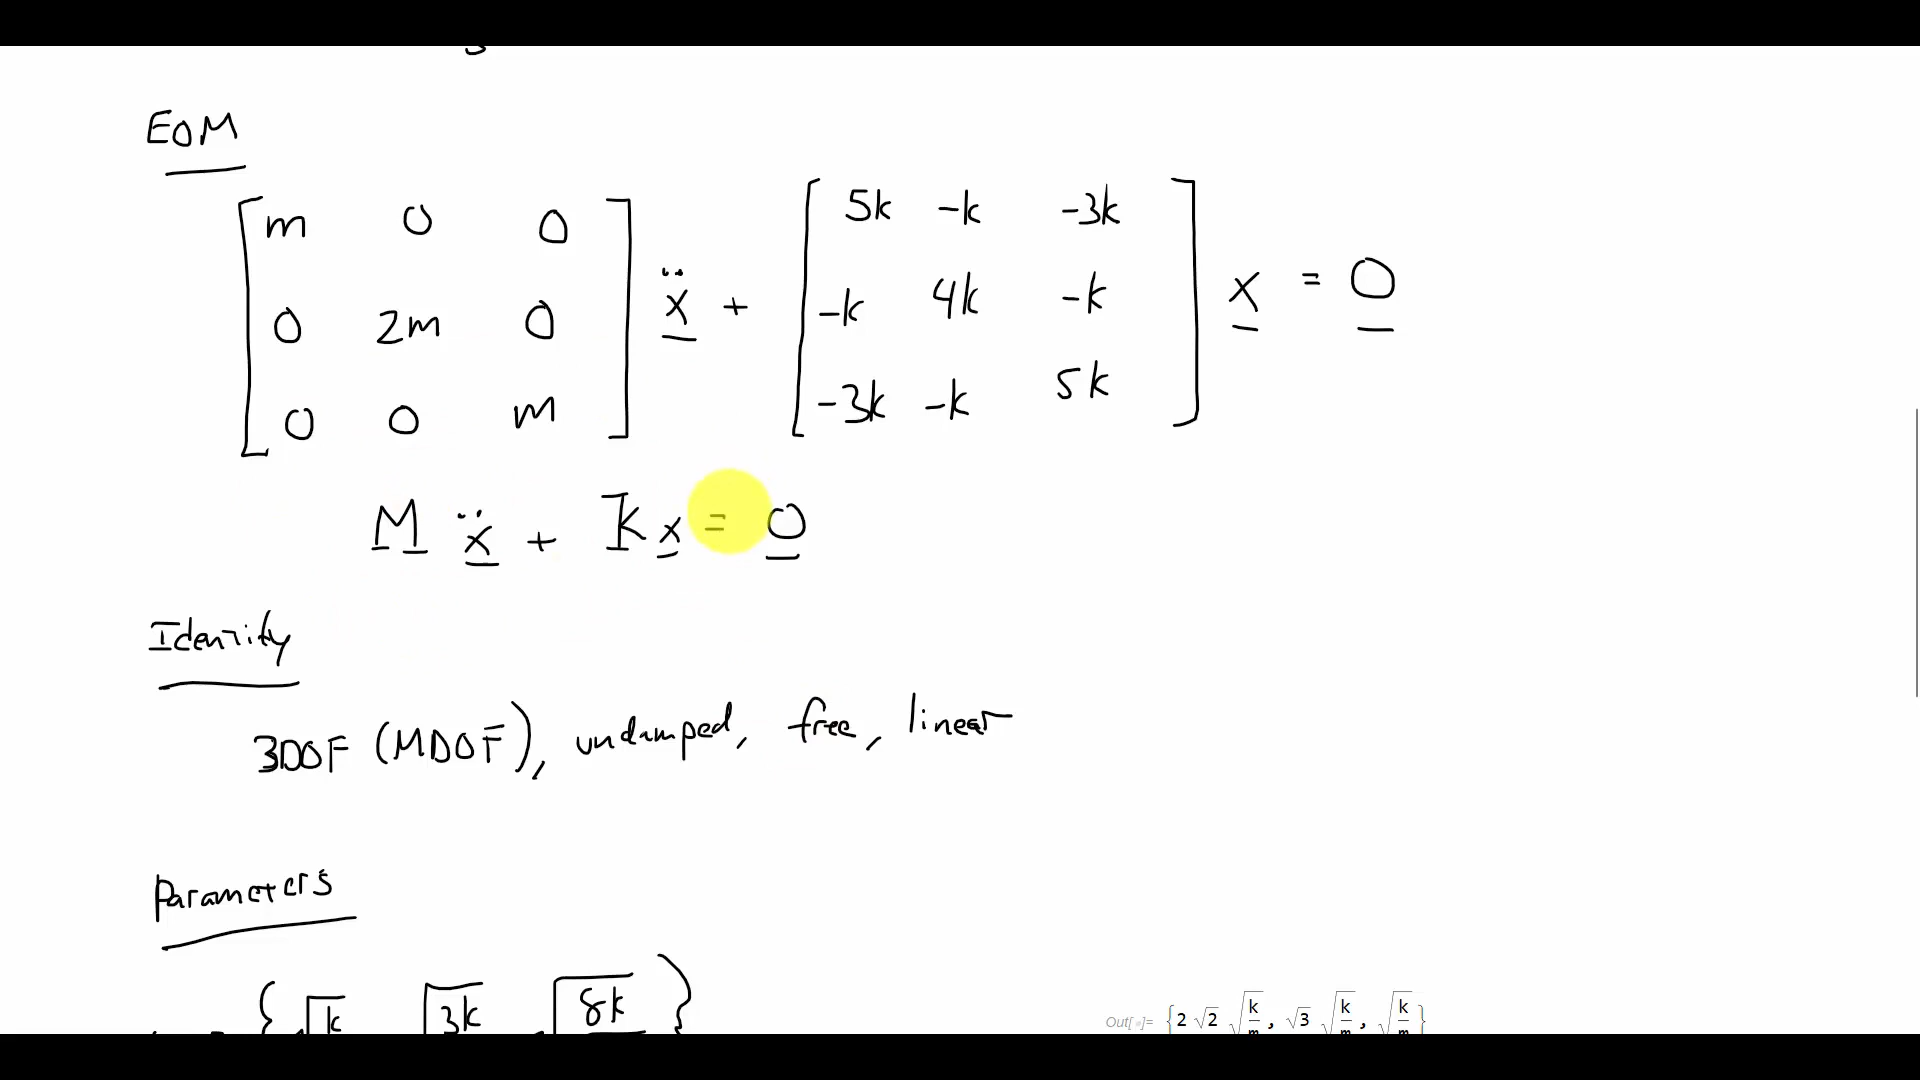 EOM
[m 0 0; 0 2m 0; 0 0 m] ẍ + [5k -k -3k; -k 4k -k; -3k -k 5k] x = 0
M ẍ + K x = 0
Identify
3DOF (MDOF), undamped, free, linear
Parameters
{√k √3k √8k}
Out[ ]= {2 √2 √k/m, √3 √k/m, √k/m}